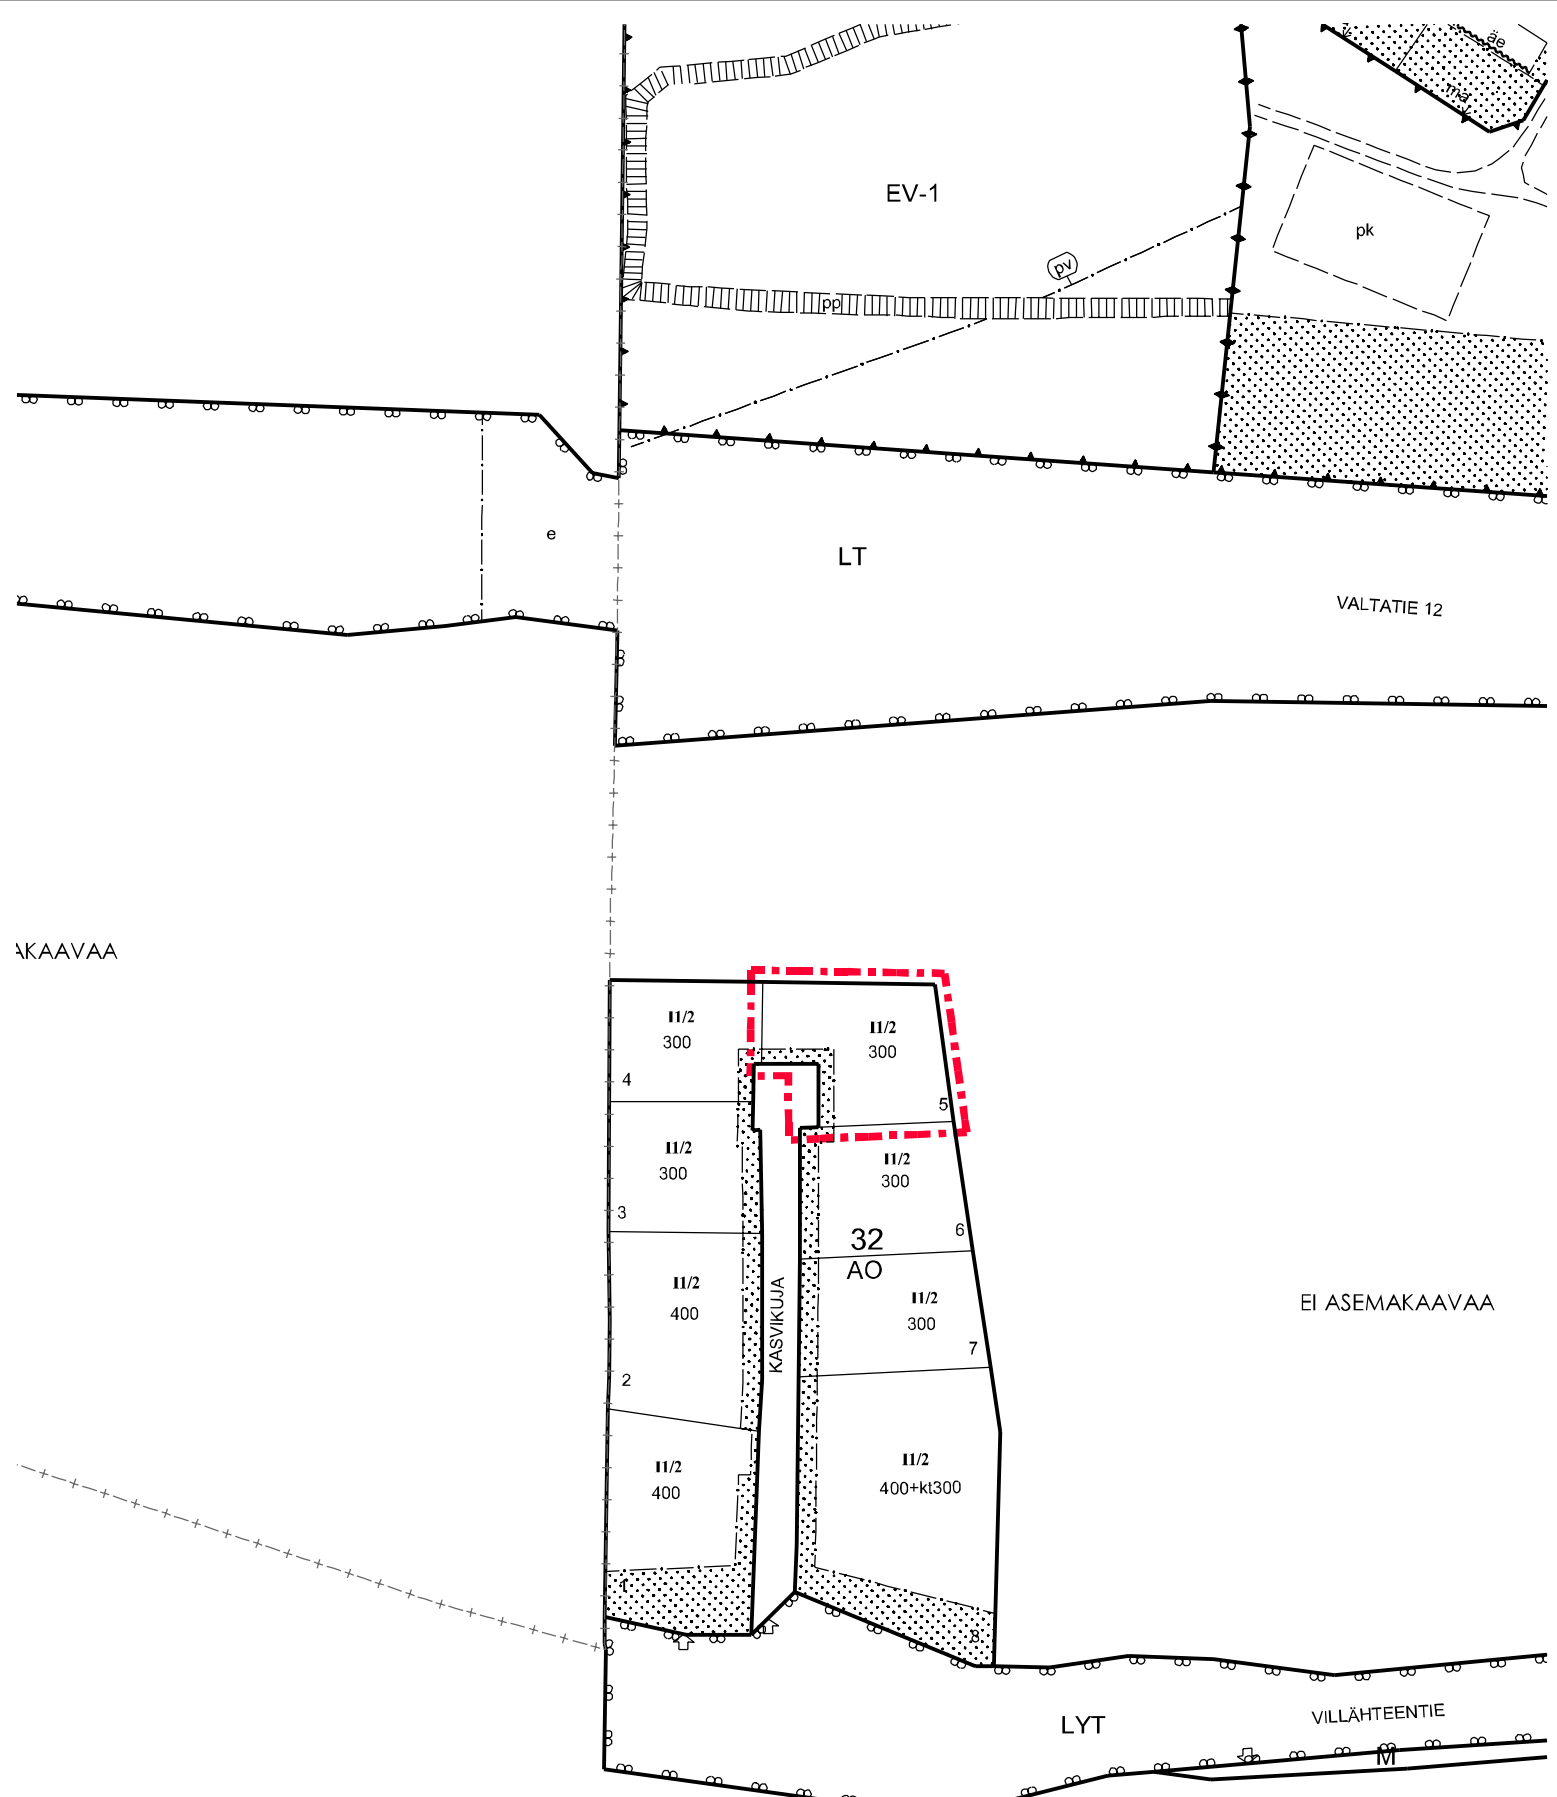 äe
ma
EV-1
pk
pv
pp
e
LT
VALTATIE 12
AKAAVAA
I1/2
300
4
I1/2
300
5
I1/2
300
3
I1/2
300
6
32
AO
I1/2
400
2
KASVIKUJA
I1/2
300
7
EI ASEMAKAAVAA
I1/2
400
1
I1/2
400+kt300
8
LYT
VILLÄHTEENTIE
M